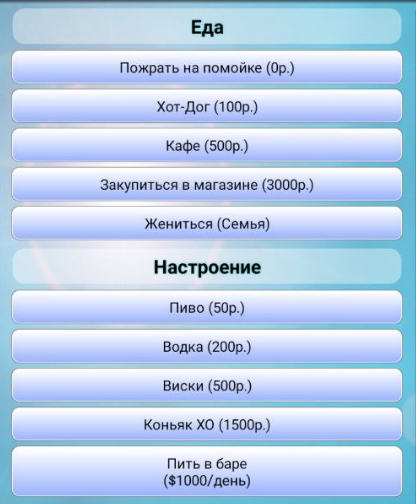 Еда
Пожрать на помойке (0р.)
Хот-Дог (100р.)
Кафе (500р.)
Закупиться в магазине (3000р.)
Жениться (Семья)
Настроение
Пиво (50р.)
Водка (200р.)
Виски (500р.)
Коньяк ХО (1500р.)
Пить в баре
($1000/день)